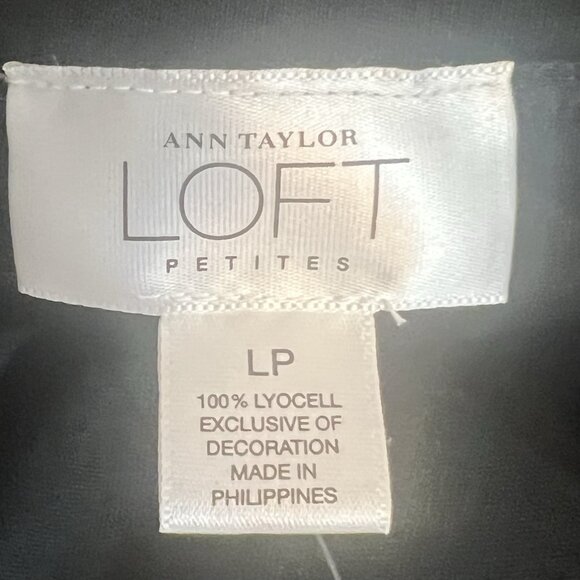 ANN TAYLOR
LOFT
PETITES
LP
100% LYOCELL
EXCLUSIVE OF
DECORATION
MADE IN
PHILIPPINES